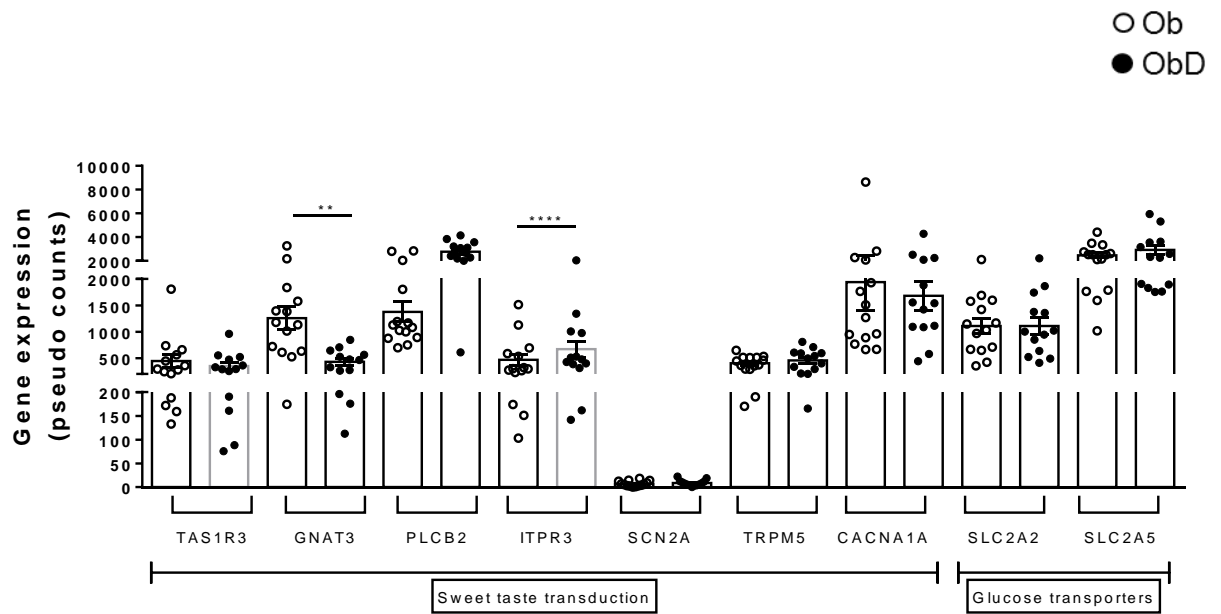 Ob
ObD
Gene expression
(pseudo counts)
10000
8000
6000
4000
2000
2000
1500
1000
500
200
150
100
50
0
**
****
TAS1R3 GNAT3 PLCB2 ITPR3 SCN2A TRPM5 CACNA1A SLC2A2 SLC2A5
Sweet taste transduction Glucose transporters